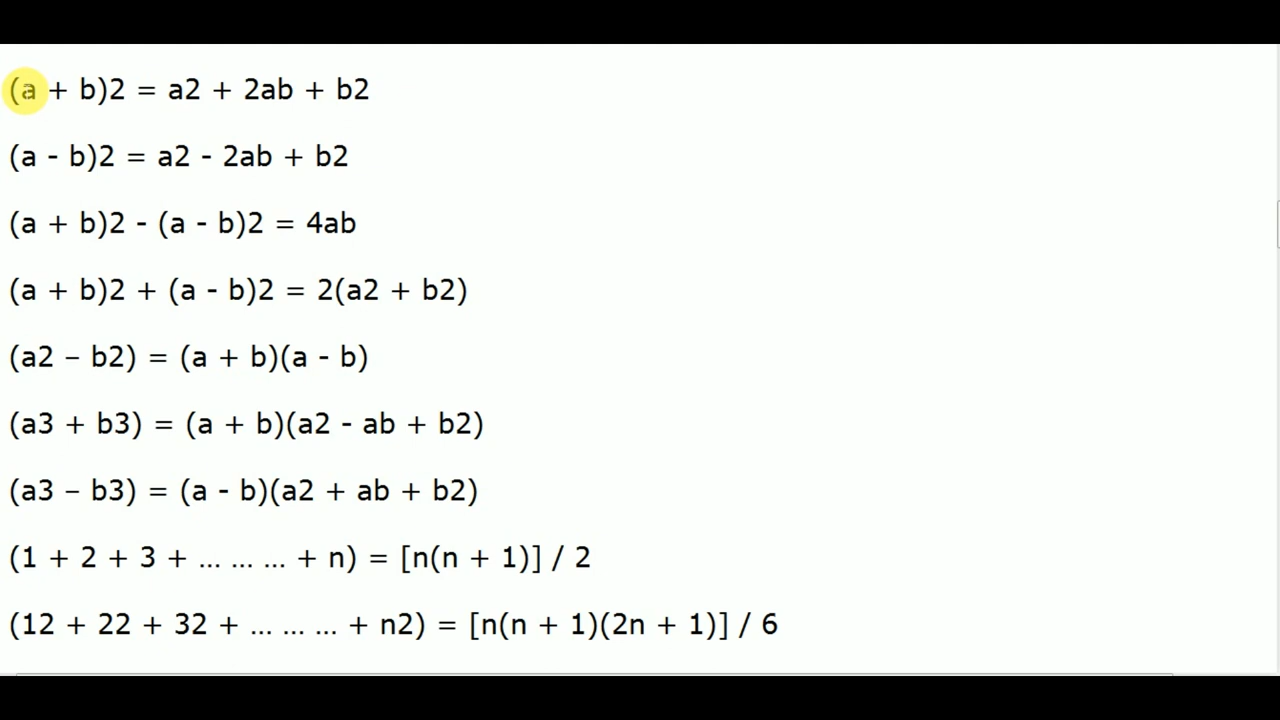 (a + b)2 = a2 + 2ab + b2
(a - b)2 = a2 - 2ab + b2
(a + b)2 - (a - b)2 = 4ab
(a + b)2 + (a - b)2 = 2(a2 + b2)
(a2 – b2) = (a + b)(a - b)
(a3 + b3) = (a + b)(a2 - ab + b2)
(a3 – b3) = (a - b)(a2 + ab + b2)
(1 + 2 + 3 + ... ... ... + n) = [n(n + 1)] / 2
(12 + 22 + 32 + ... ... ... + n2) = [n(n + 1)(2n + 1)] / 6